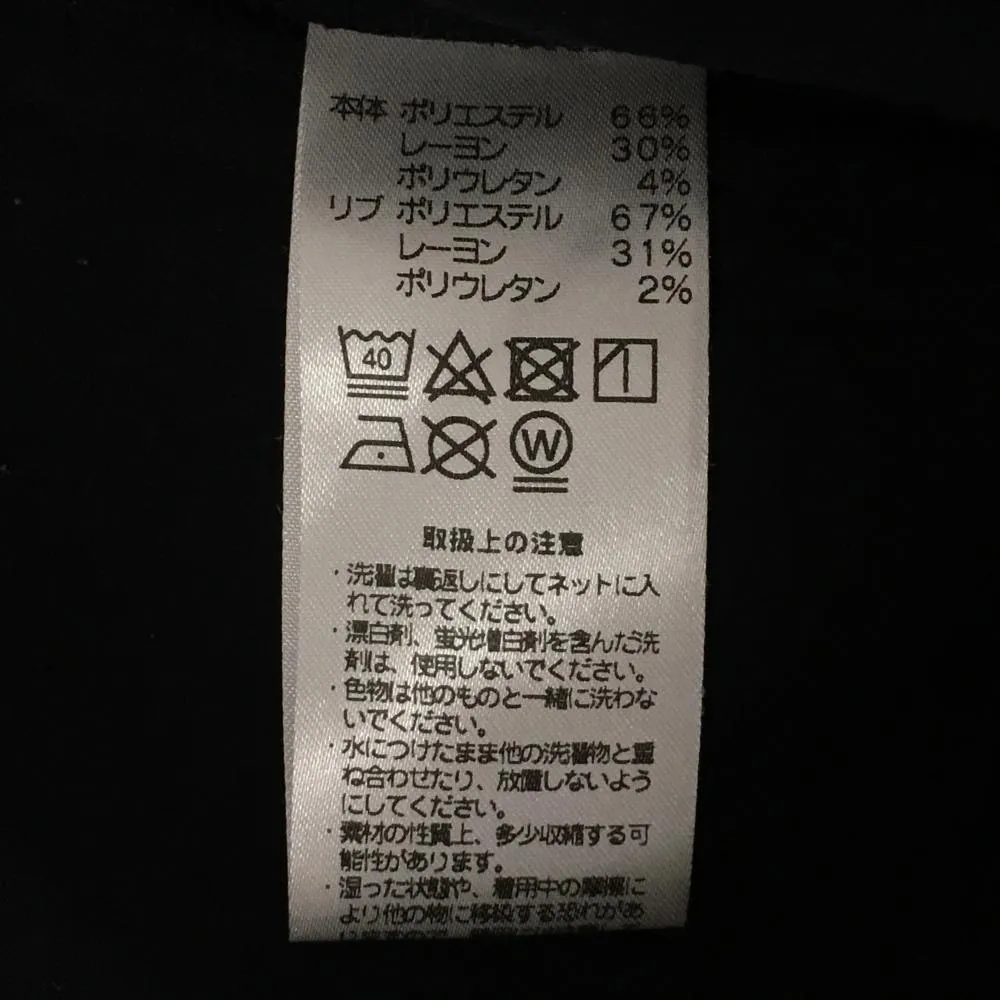 本体 ポリエステル 66%
レーヨン 30%
ポリウレタン 4%
リブ ポリエステル 67%
レーヨン 31%
ポリウレタン 2%
40
W
取扱上の注意
・洗濯は裏返しにしてネットに入
れて洗ってください。
・漂白剤、蛍光増白剤を含んだ洗
剤は、使用しないでください。
・色物は他のものと一緒に洗わな
いでください。
・水につけたまま他の洗濯物と重
ね合わせたり、放置しないよう
にしてください。
・素材の性質上、多少収縮する可
能性があります。
・湿った状態や、着用中の摩擦に
より他の物に移染する恐れがあ